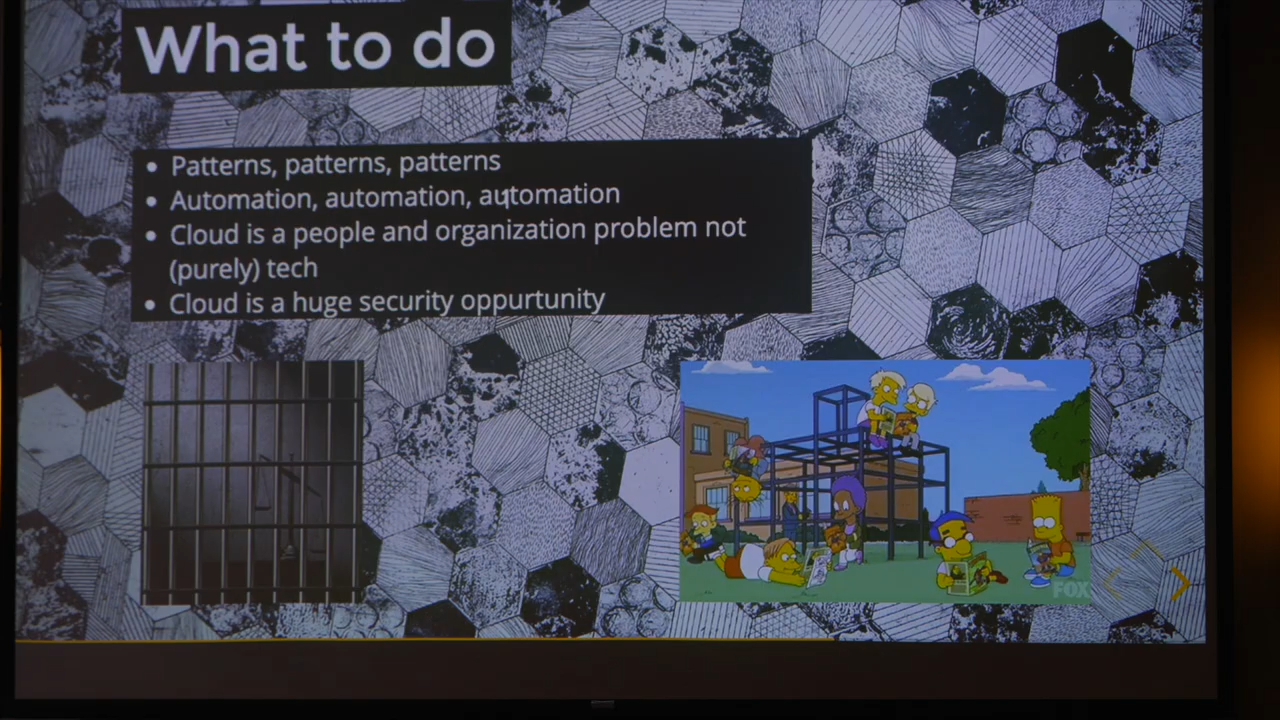 What to do
• Patterns, patterns, patterns
• Automation, automation, automation
• Cloud is a people and organization problem not
(purely) tech
• Cloud is a huge security oppurtunity
FOX